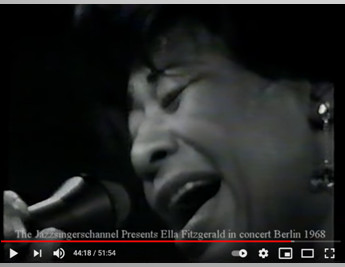 The Jazzsingerschannel Presents Ella Fitzgerald in concert Berlin 1968
44:18 / 51:54